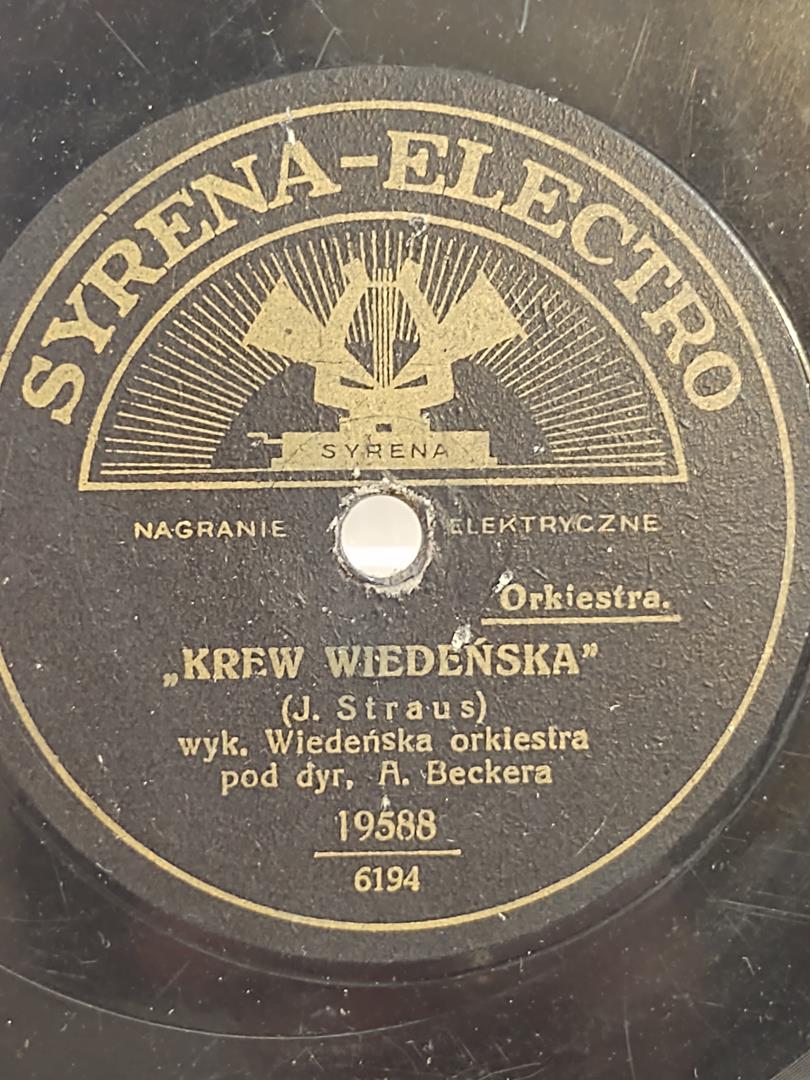 SYRENA-ELECTRO
SYRENA
NAGRANIE ELEKTRYCZNE
Orkiestra.
„KREW WIEDEŃSKA”
(J. Straus)
wyk. Wiedeńska orkiestra
pod dyr. A. Beckera
19588
6194